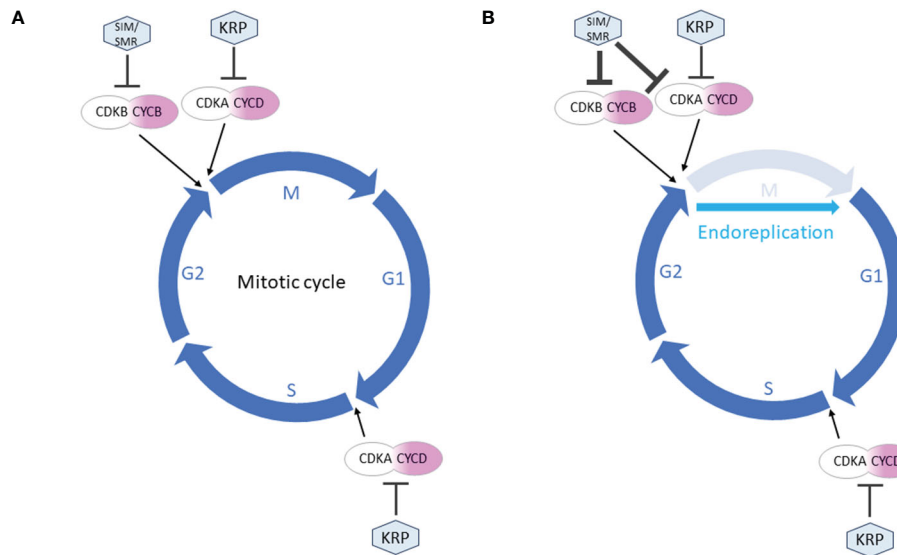 A
SIM/
SMR
KRP
CDKB CYCB
CDKA CYCD
M
G2
Mitotic cycle
G1
S
CDKA CYCD
KRP
B
SIM/
SMR
KRP
CDKB CYCB
CDKA CYCD
M
Endoreplication
G2
G1
S
CDKA CYCD
KRP